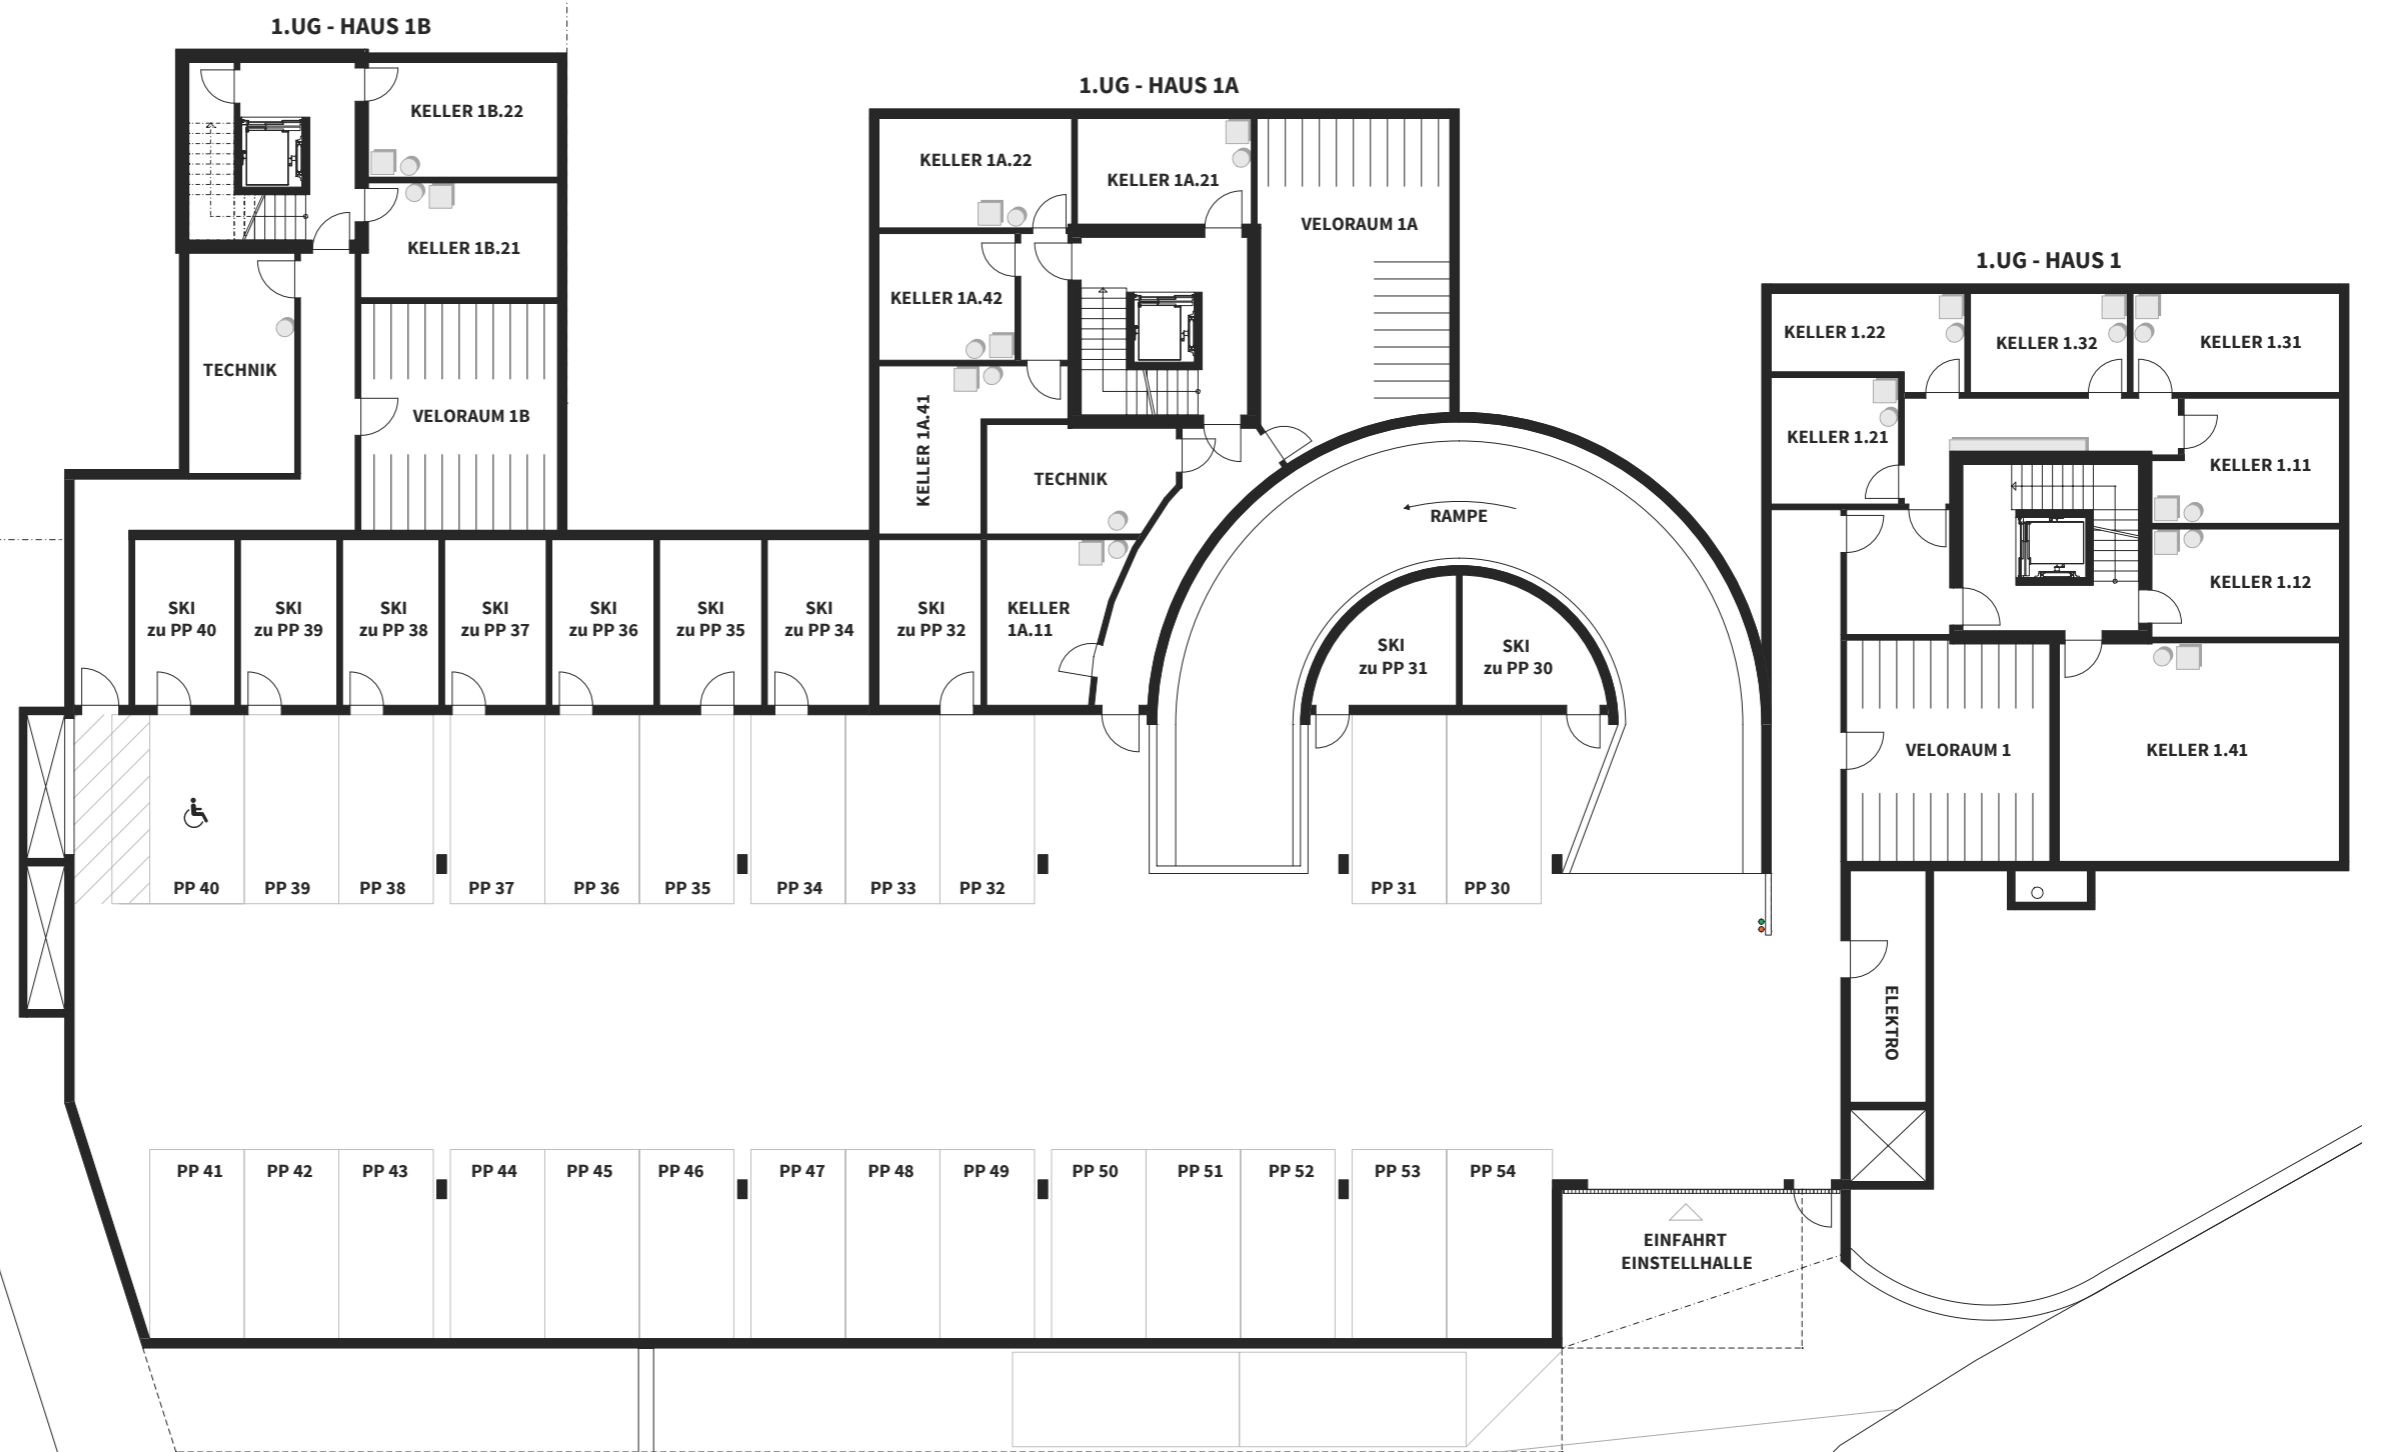 1.UG - HAUS 1B
KELLER 1B.22
KELLER 1B.21
TECHNIK
VELORAUM 1B
1.UG - HAUS 1A
KELLER 1A.22
KELLER 1A.21
VELORAUM 1A
KELLER 1A.42
KELLER 1A.41
TECHNIK
RAMPE
1.UG - HAUS 1
KELLER 1.22
KELLER 1.32
KELLER 1.31
KELLER 1.21
KELLER 1.11
KELLER 1.12
VELORAUM 1
KELLER 1.41
SKI
zu PP 40
SKI
zu PP 39
SKI
zu PP 38
SKI
zu PP 37
SKI
zu PP 36
SKI
zu PP 35
SKI
zu PP 34
SKI
zu PP 32
KELLER
1A.11
SKI
zu PP 31
SKI
zu PP 30
PP 40
PP 39
PP 38
PP 37
PP 36
PP 35
PP 34
PP 33
PP 32
PP 31
PP 30
ELEKTRO
PP 41
PP 42
PP 43
PP 44
PP 45
PP 46
PP 47
PP 48
PP 49
PP 50
PP 51
PP 52
PP 53
PP 54
EINFAHRT
EINSTELLHALLE